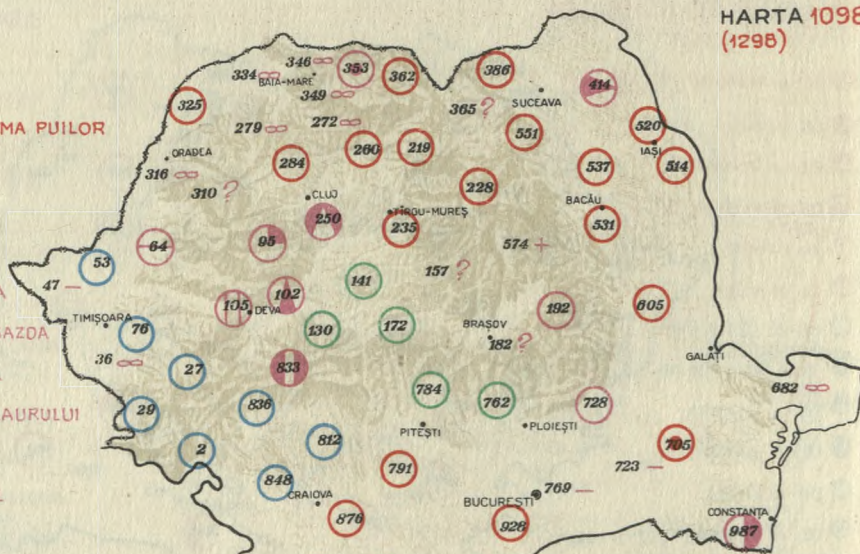 HARTA 1098
(1298)
MA PUILOR
A
GAZDA
AURULUI
346 ∞
353
362
386
334 ∞
BAIA-MARE
349 ∞
414
325
365 ?
SUCEAVA
279 ∞
272 ∞
551
520
IAȘI
ORADEA
284
260
219
537
514
316 ∞
310 ?
228
CLUJ
BACĂU
250
TÎRGU-MUREȘ
235
531
64
95
574 +
53
157 ?
47 —
141
102
105
DEVA
192
605
TIMIȘOARA
76
130
172
BRAȘOV
182 ?
GALAȚI
36 ∞
27
833
682 ∞
784
762
728
29
836
PITEȘTI
PLOIEȘTI
2
812
705
791
723 —
848
769 —
CRAIOVA
BUCUREȘTI
876
928
CONSTANȚA
987